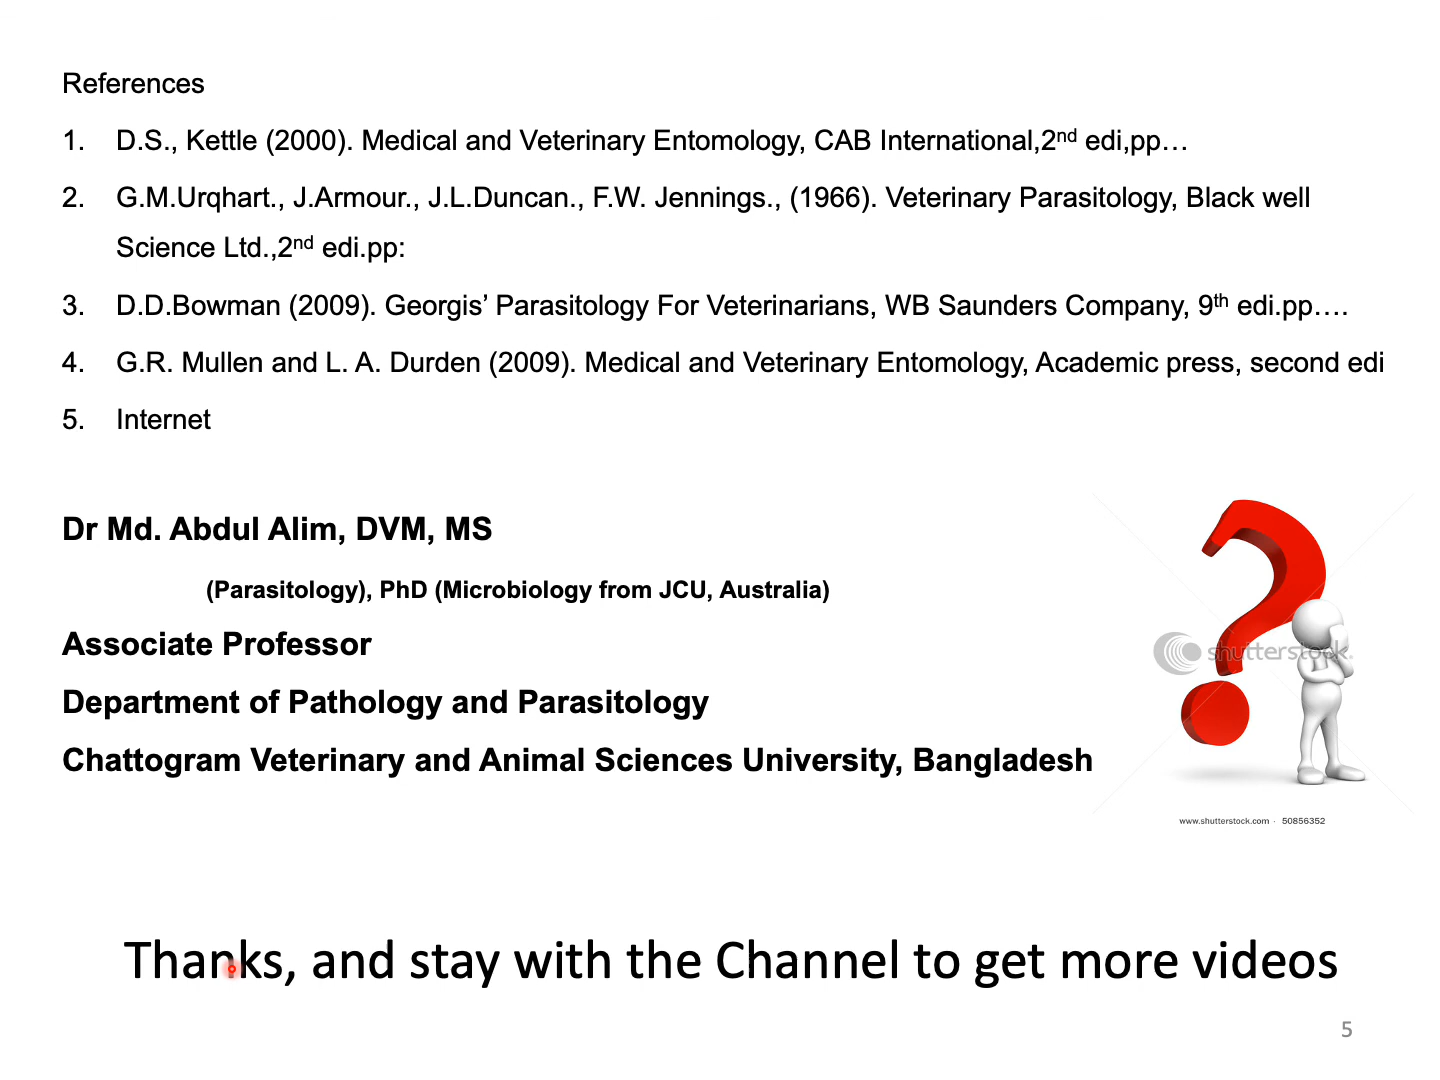 References
1. D.S., Kettle (2000). Medical and Veterinary Entomology, CAB International,2nd edi,pp…
2. G.M.Urqhart., J.Armour., J.L.Duncan., F.W. Jennings., (1966). Veterinary Parasitology, Black well
Science Ltd.,2nd edi.pp:
3. D.D.Bowman (2009). Georgis’ Parasitology For Veterinarians, WB Saunders Company, 9th edi.pp….
4. G.R. Mullen and L. A. Durden (2009). Medical and Veterinary Entomology, Academic press, second edi
5. Internet
Dr Md. Abdul Alim, DVM, MS
(Parasitology), PhD (Microbiology from JCU, Australia)
Associate Professor
Department of Pathology and Parasitology
Chattogram Veterinary and Animal Sciences University, Bangladesh
shutterstock
www.shutterstock.com · 50856352
Thanks, and stay with the Channel to get more videos
5